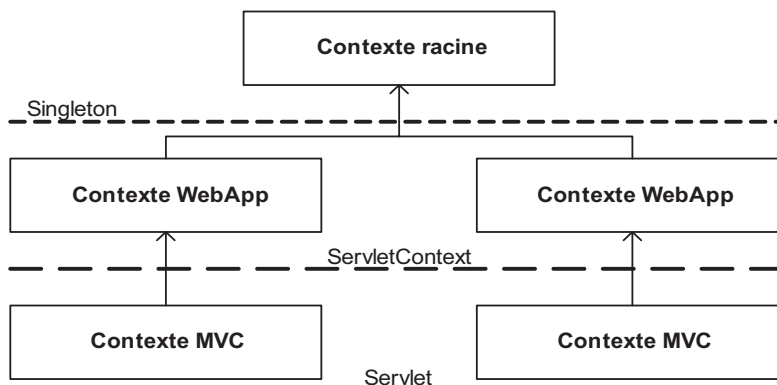 Contexte racine
Singleton
Contexte WebApp
Contexte WebApp
ServletContext
Contexte MVC
Contexte MVC
Servlet